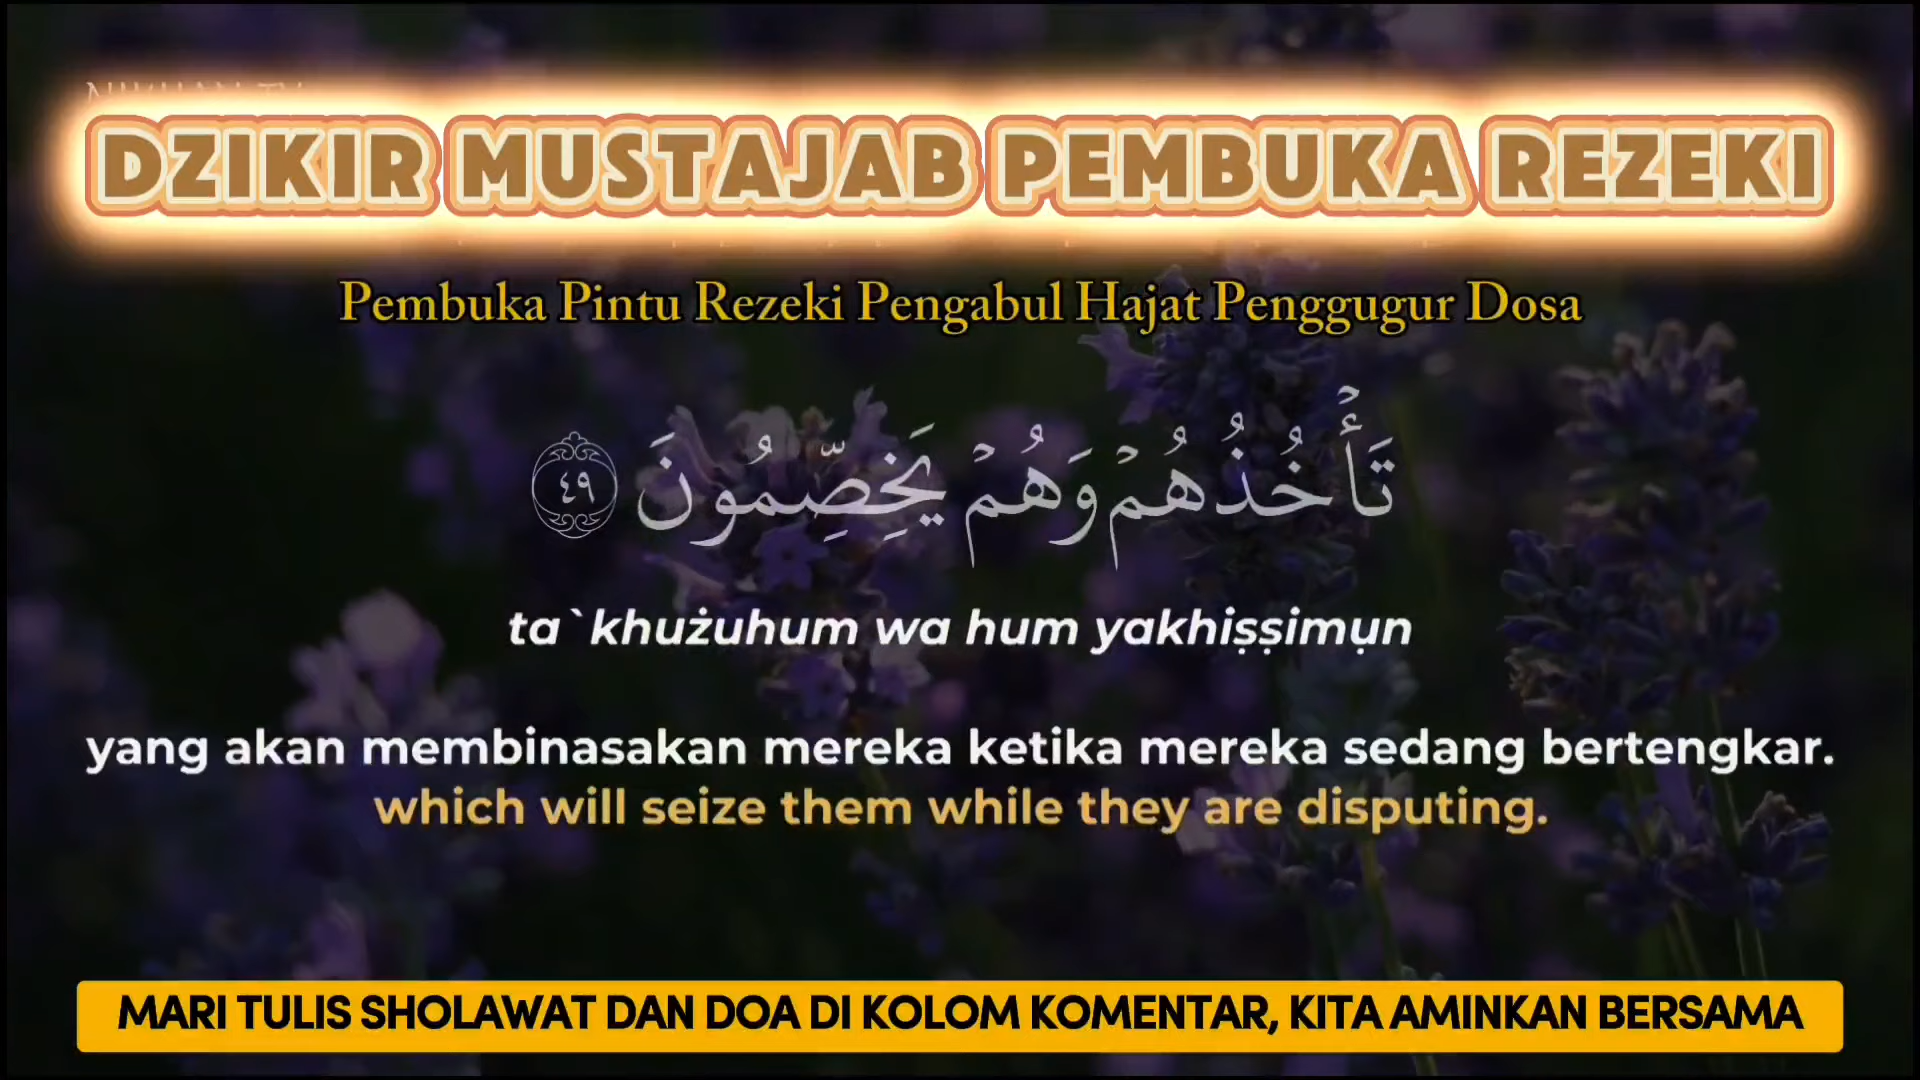 DZIKIR MUSTAJAB PEMBUKA REZEKI
Pembuka Pintu Rezeki Pengabul Hajat Penggugur Dosa
تَأْخُذُهُمْ وَهُمْ يَخِصِّمُونَ ٤٩
ta`khużuhum wa hum yakhiṣṣimụn
yang akan membinasakan mereka ketika mereka sedang bertengkar.
which will seize them while they are disputing.
MARI TULIS SHOLAWAT DAN DOA DI KOLOM KOMENTAR, KITA AMINKAN BERSAMA